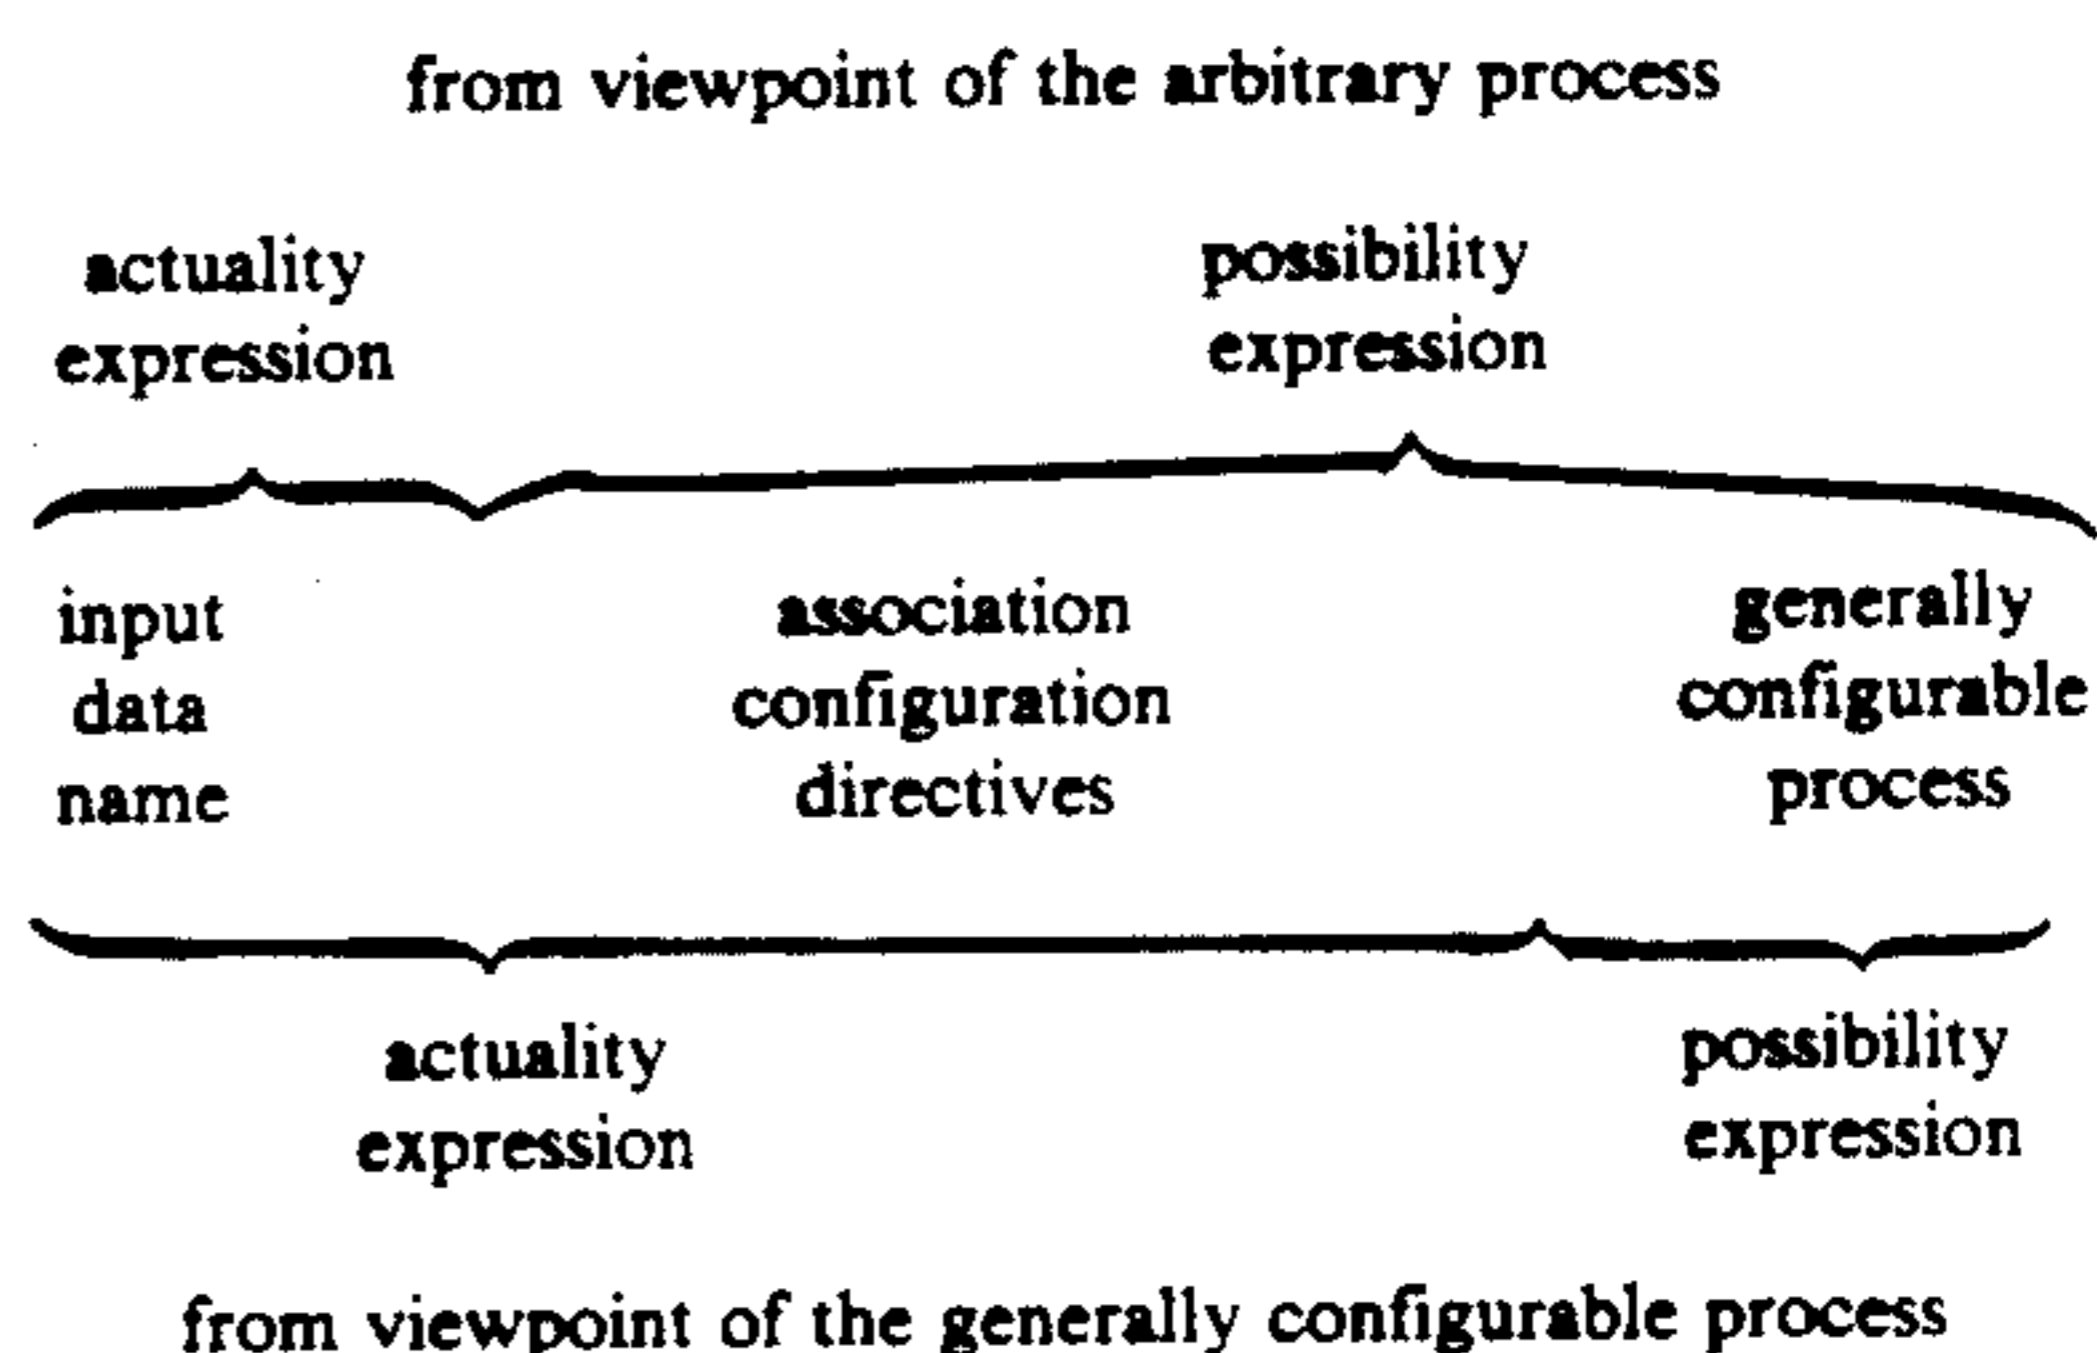 from viewpoint of the arbitrary process
actuality
expression
possibility
expression
input
data
name
association
configuration
directives
generally
configurable
process
actuality
expression
possibility
expression
from viewpoint of the generally configurable process